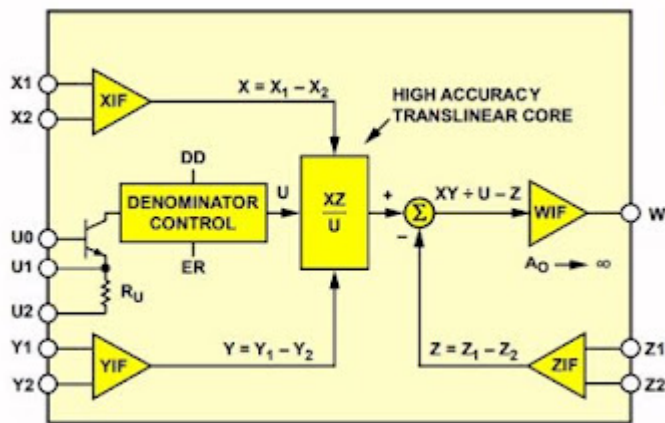 X1
X2
XIF
X = X₁ – X₂
HIGH ACCURACY
TRANSLINEAR CORE
DD
DENOMINATOR
CONTROL
ER
U
XZ
U
+
Σ
–
XY ÷ U – Z
WIF
W
A₀ → ∞
U0
U1
U2
R_U
Y1
Y2
YIF
Y = Y₁ – Y₂
Z = Z₁ – Z₂
ZIF
Z1
Z2